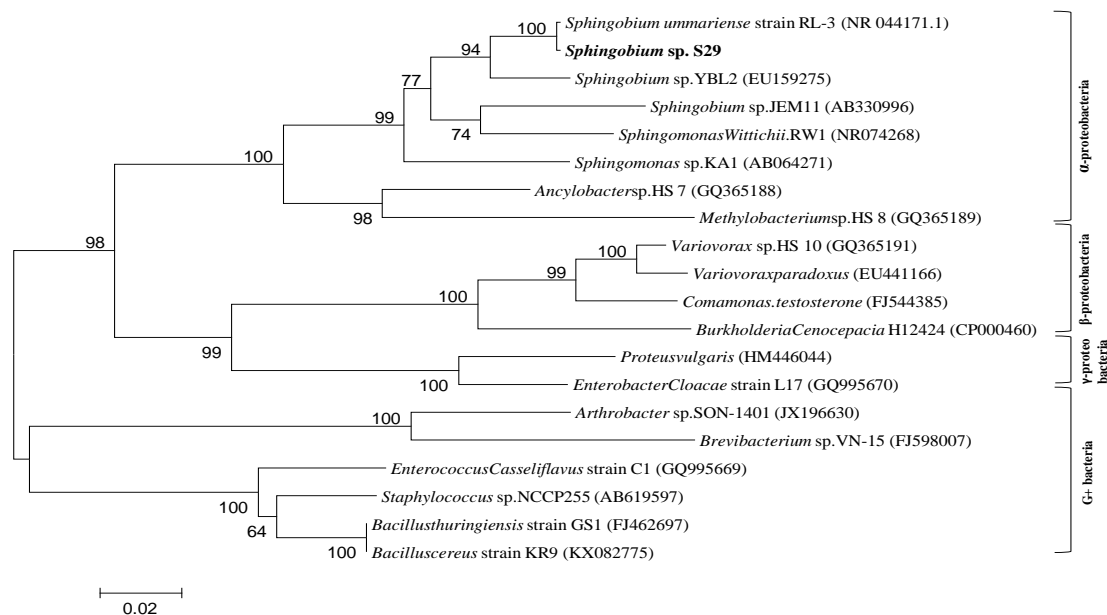 100 Sphingobium ummariense strain RL-3 (NR 044171.1)
94 Sphingobium sp. S29
77 Sphingobium sp.YBL2 (EU159275)
Sphingobium sp.JEM11 (AB330996)
99 74 SphingomonasWittichii.RW1 (NR074268)
100 Sphingomonas sp.KA1 (AB064271)
Ancylobactersp.HS 7 (GQ365188)
98 Methylobacteriumsp.HS 8 (GQ365189)
α-proteobacteria
98 100 Variovorax sp.HS 10 (GQ365191)
99 Variovoraxparadoxus (EU441166)
100 Comamonas.testosterone (FJ544385)
BurkholderiaCenocepacia H12424 (CP000460)
β-proteobacteria
99 Proteusvulgaris (HM446044)
100 EnterobacterCloacae strain L17 (GQ995670)
γ-proteo
bacteria
100 Arthrobacter sp.SON-1401 (JX196630)
Brevibacterium sp.VN-15 (FJ598007)
EnterococcusCasseliflavus strain C1 (GQ995669)
100 Staphylococcus sp.NCCP255 (AB619597)
64 Bacillusthuringiensis strain GS1 (FJ462697)
100 Bacilluscereus strain KR9 (KX082775)
G+ bacteria
0.02